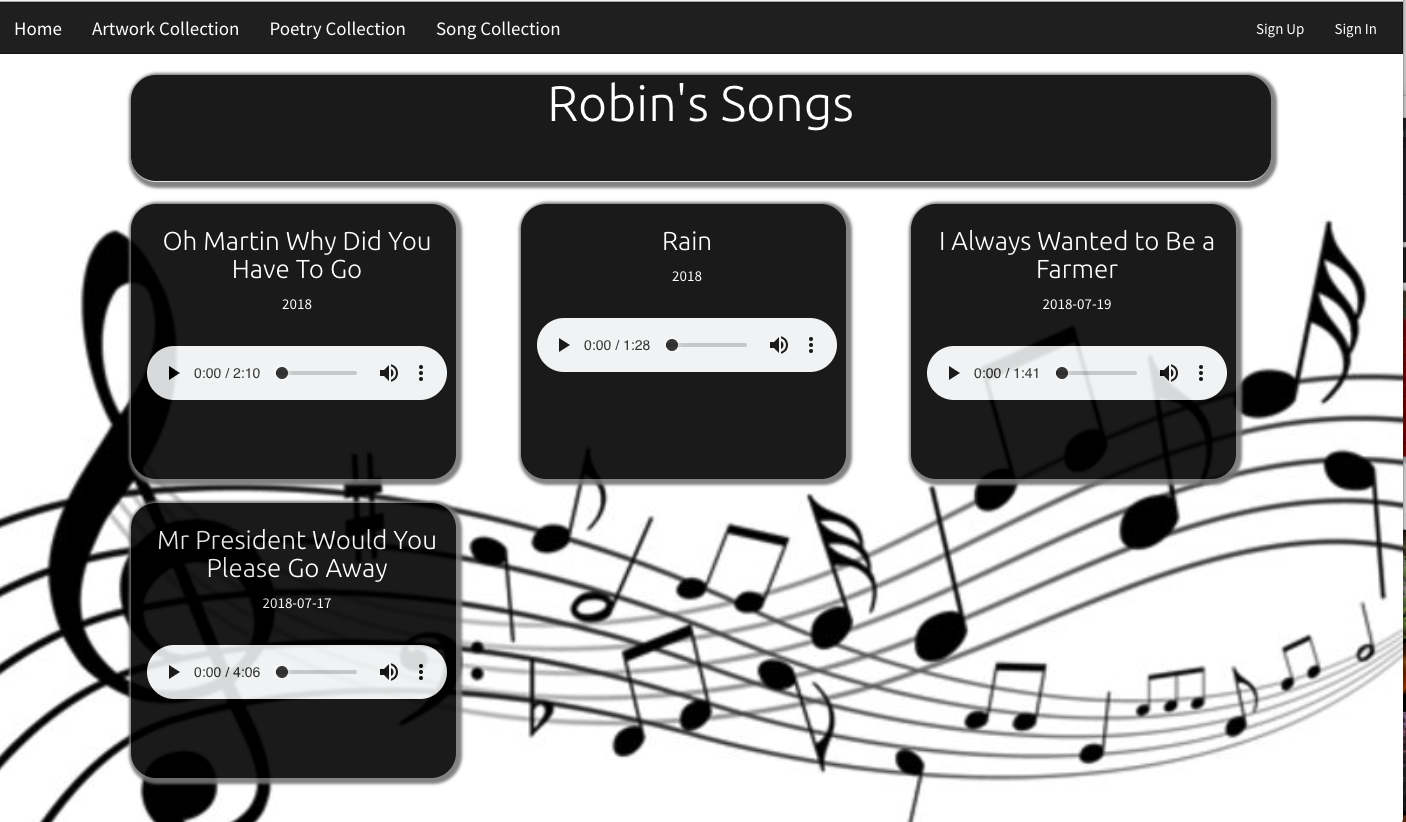 Home Artwork Collection Poetry Collection Song Collection Sign Up Sign In
Robin's Songs
Oh Martin Why Did You
Have To Go
2018
0:00 / 2:10
Rain
2018
0:00 / 1:28
I Always Wanted to Be a
Farmer
2018-07-19
0:00 / 1:41
Mr President Would You
Please Go Away
2018-07-17
0:00 / 4:06